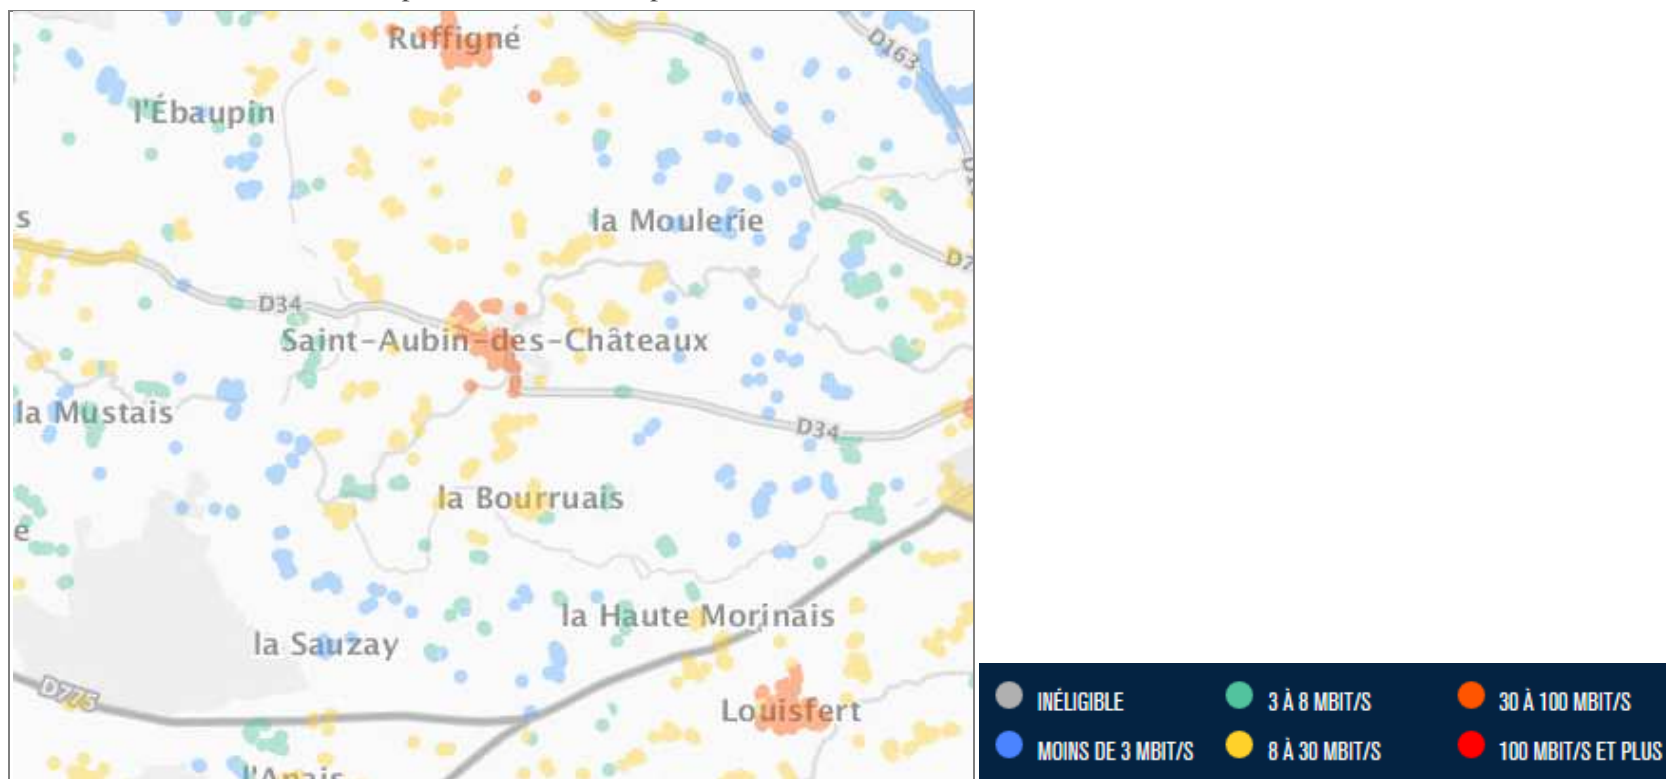 Ruffigné
D163
l'Ébaupin
s
la Moulerie
D7
D34
Saint-Aubin-des-Châteaux
la Mustais
D34
la Bourruais
e
la Haute Morinais
la Sauzay
D775
Louisfert
l'Anais
INÉLIGIBLE
3 À 8 MBIT/S
30 À 100 MBIT/S
MOINS DE 3 MBIT/S
8 À 30 MBIT/S
100 MBIT/S ET PLUS